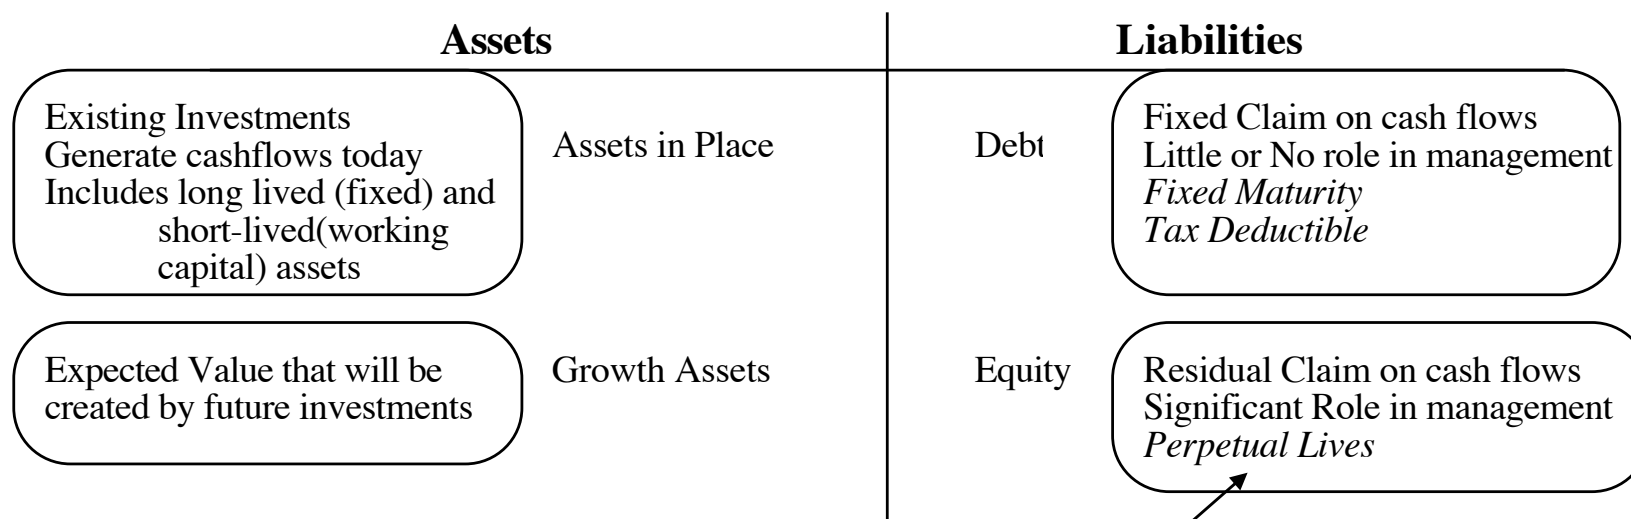 Assets
Liabilities
Existing Investments
Generate cashflows today
Includes long lived (fixed) and
short-lived(working
capital) assets
Assets in Place
Debt
Fixed Claim on cash flows
Little or No role in management
Fixed Maturity
Tax Deductible
Expected Value that will be
created by future investments
Growth Assets
Equity
Residual Claim on cash flows
Significant Role in management
Perpetual Lives